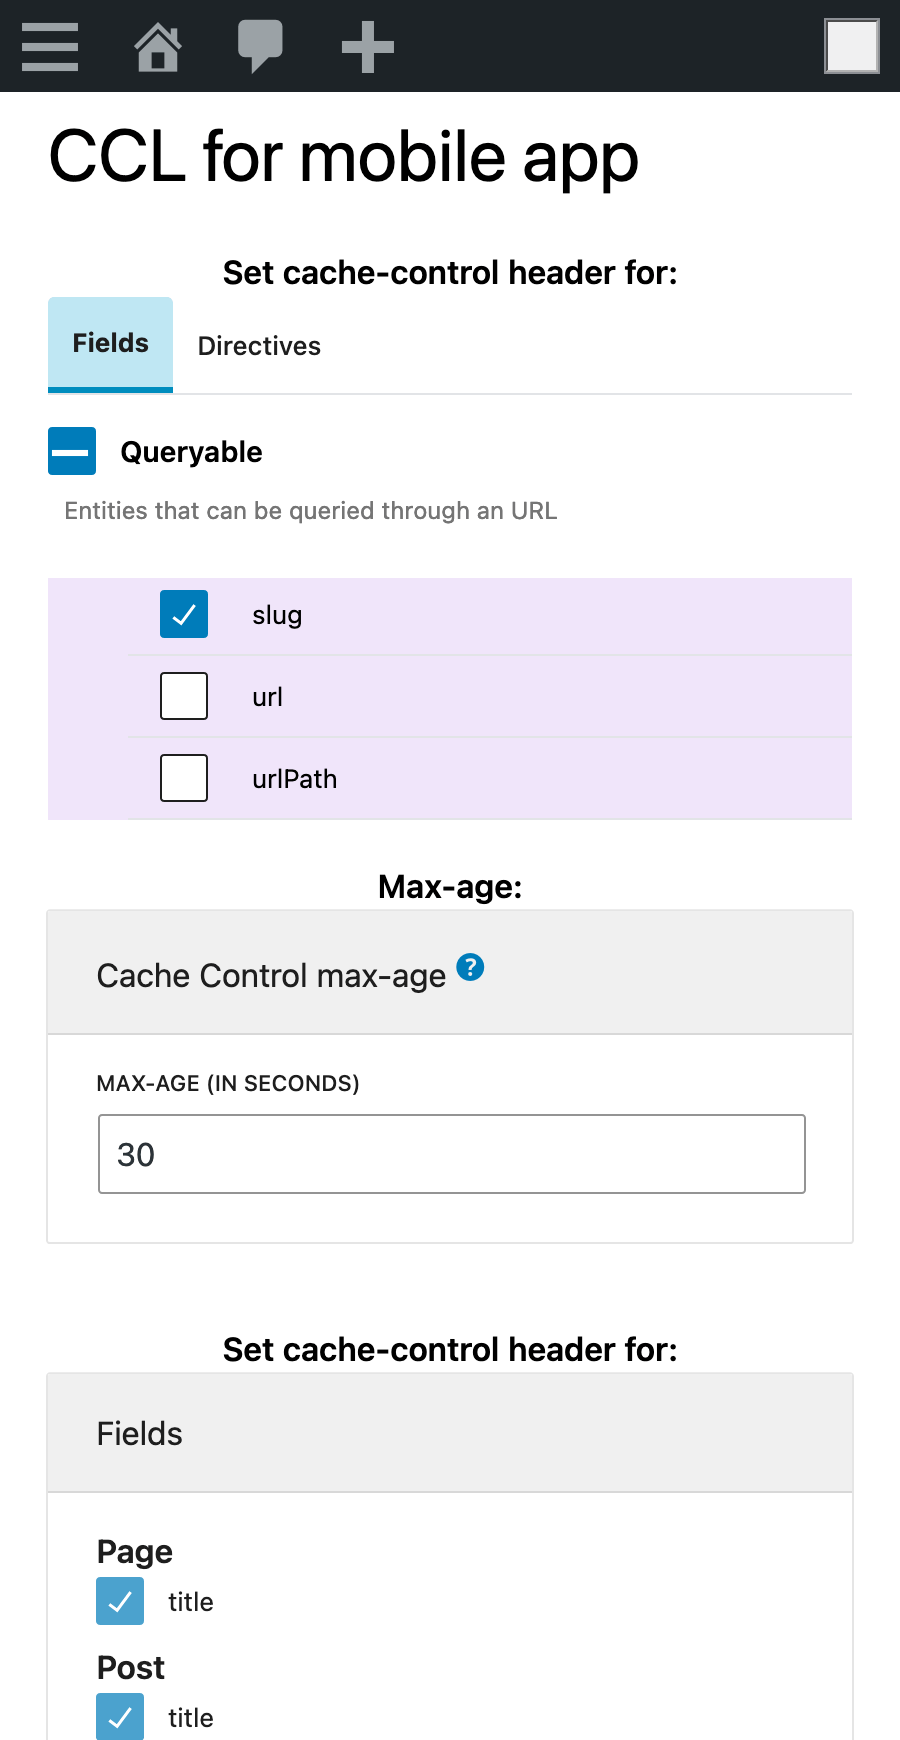 CCL for mobile app
Set cache-control header for:
Fields
Directives
Queryable
Entities that can be queried through an URL
slug
url
urlPath
Max-age:
Cache Control max-age ?
MAX-AGE (IN SECONDS)
30
Set cache-control header for:
Fields
Page
title
Post
title